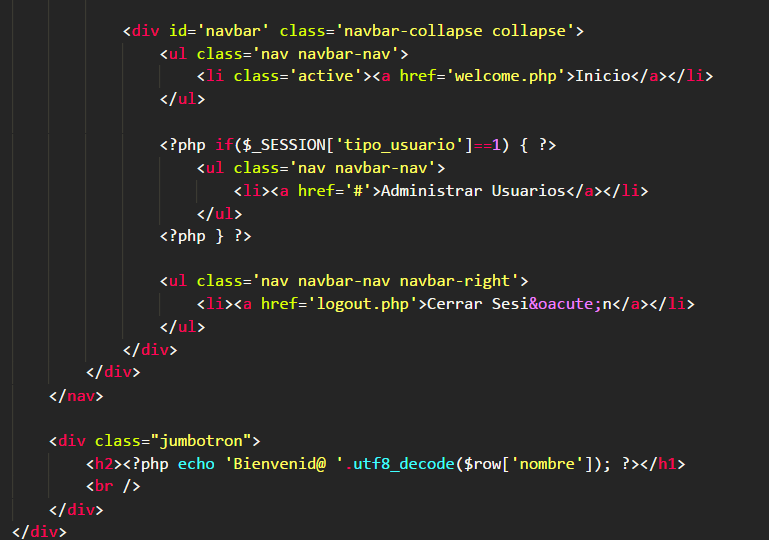 <div id='navbar' class='navbar-collapse collapse'>
<ul class='nav navbar-nav'>
<li class='active'><a href='welcome.php'>Inicio</a></li>
</ul>
<?php if($_SESSION['tipo_usuario']==1) { ?>
<ul class='nav navbar-nav'>
<li><a href='#'>Administrar Usuarios</a></li>
</ul>
<?php } ?>
<ul class='nav navbar-nav navbar-right'>
<li><a href='logout.php'>Cerrar Sesi&oacute;n</a></li>
</ul>
</div>
</div>
</nav>
<div class="jumbotron">
<h2><?php echo 'Bienvenid@ '.utf8_decode($row['nombre']); ?></h1>
<br />
</div>
</div>